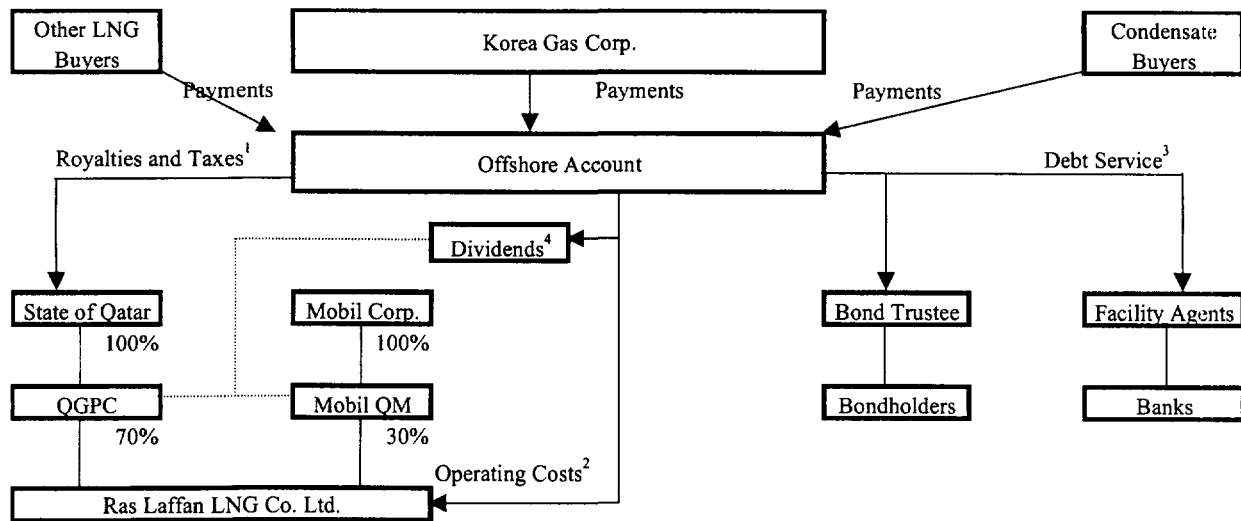 Other LNG
Buyers
Korea Gas Corp.
Condensate
Buyers
Payments
Payments
Payments
Offshore Account
Royalties and Taxes¹
Debt Service³
Dividends⁴
State of Qatar
100%
Mobil Corp.
100%
Bond Trustee
Facility Agents
QGPC
70%
Mobil QM
30%
Bondholders
Banks
Operating Costs²
Ras Laffan LNG Co. Ltd.